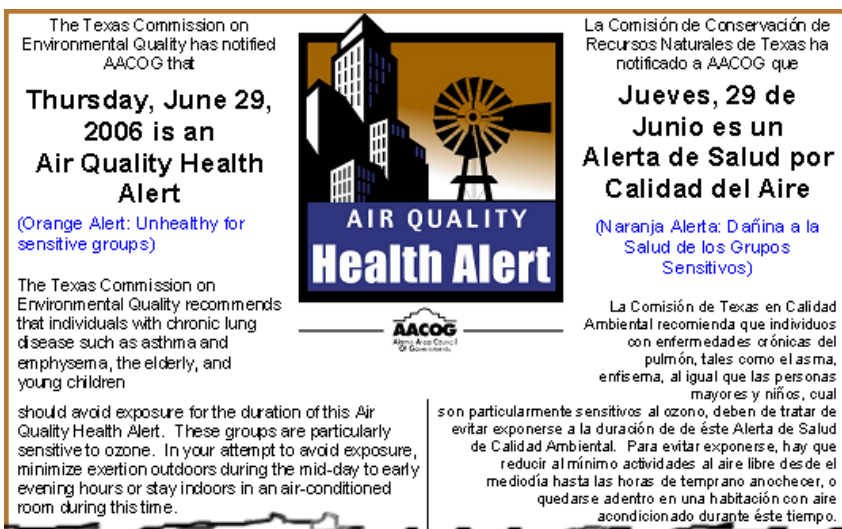 The Texas Commission on
Environmental Quality has notified
AACOG that
Thursday, June 29,
2006 is an
Air Quality Health
Alert
(Orange Alert: Unhealthy for
sensitive groups)
The Texas Commission on
Environmental Quality recommends
that individuals with chronic lung
disease such as asthma and
emphysema, the elderly, and
young children
should avoid exposure for the duration of this Air
Quality Health Alert. These groups are particularly
sensitive to ozone. In your attempt to avoid exposure,
minimize exertion outdoors during the mid-day to early
evening hours or stay indoors in an air-conditioned
room during this time.
AIR QUALITY
Health Alert
AACOG
Alamo Area Council
Of Governments
La Comisión de Conservación de
Recursos Naturales de Texas ha
notificado a AACOG que
Jueves, 29 de
Junio es un
Alerta de Salud por
Calidad del Aire
(Naranja Alerta: Dañina a la
Salud de los Grupos
Sensitivos)
La Comisión de Texas en Calidad
Ambiental recomienda que individuos
con enfermedades crónicas del
pulmón, tales como el asma,
enfisema, al igual que las personas
mayores y niños, cual
son particularmente sensitivos al ozono, deben de tratar de
evitar exponerse a la duración de de éste Alerta de Salud
de Calidad Ambiental. Para evitar exponerse, hay que
reducir al mínimo actividades al aire libre desde el
mediodía hasta las horas de temprano anochecer, o
quedarse adentro en una habitación con aire
acondicionado durante éste tiempo.